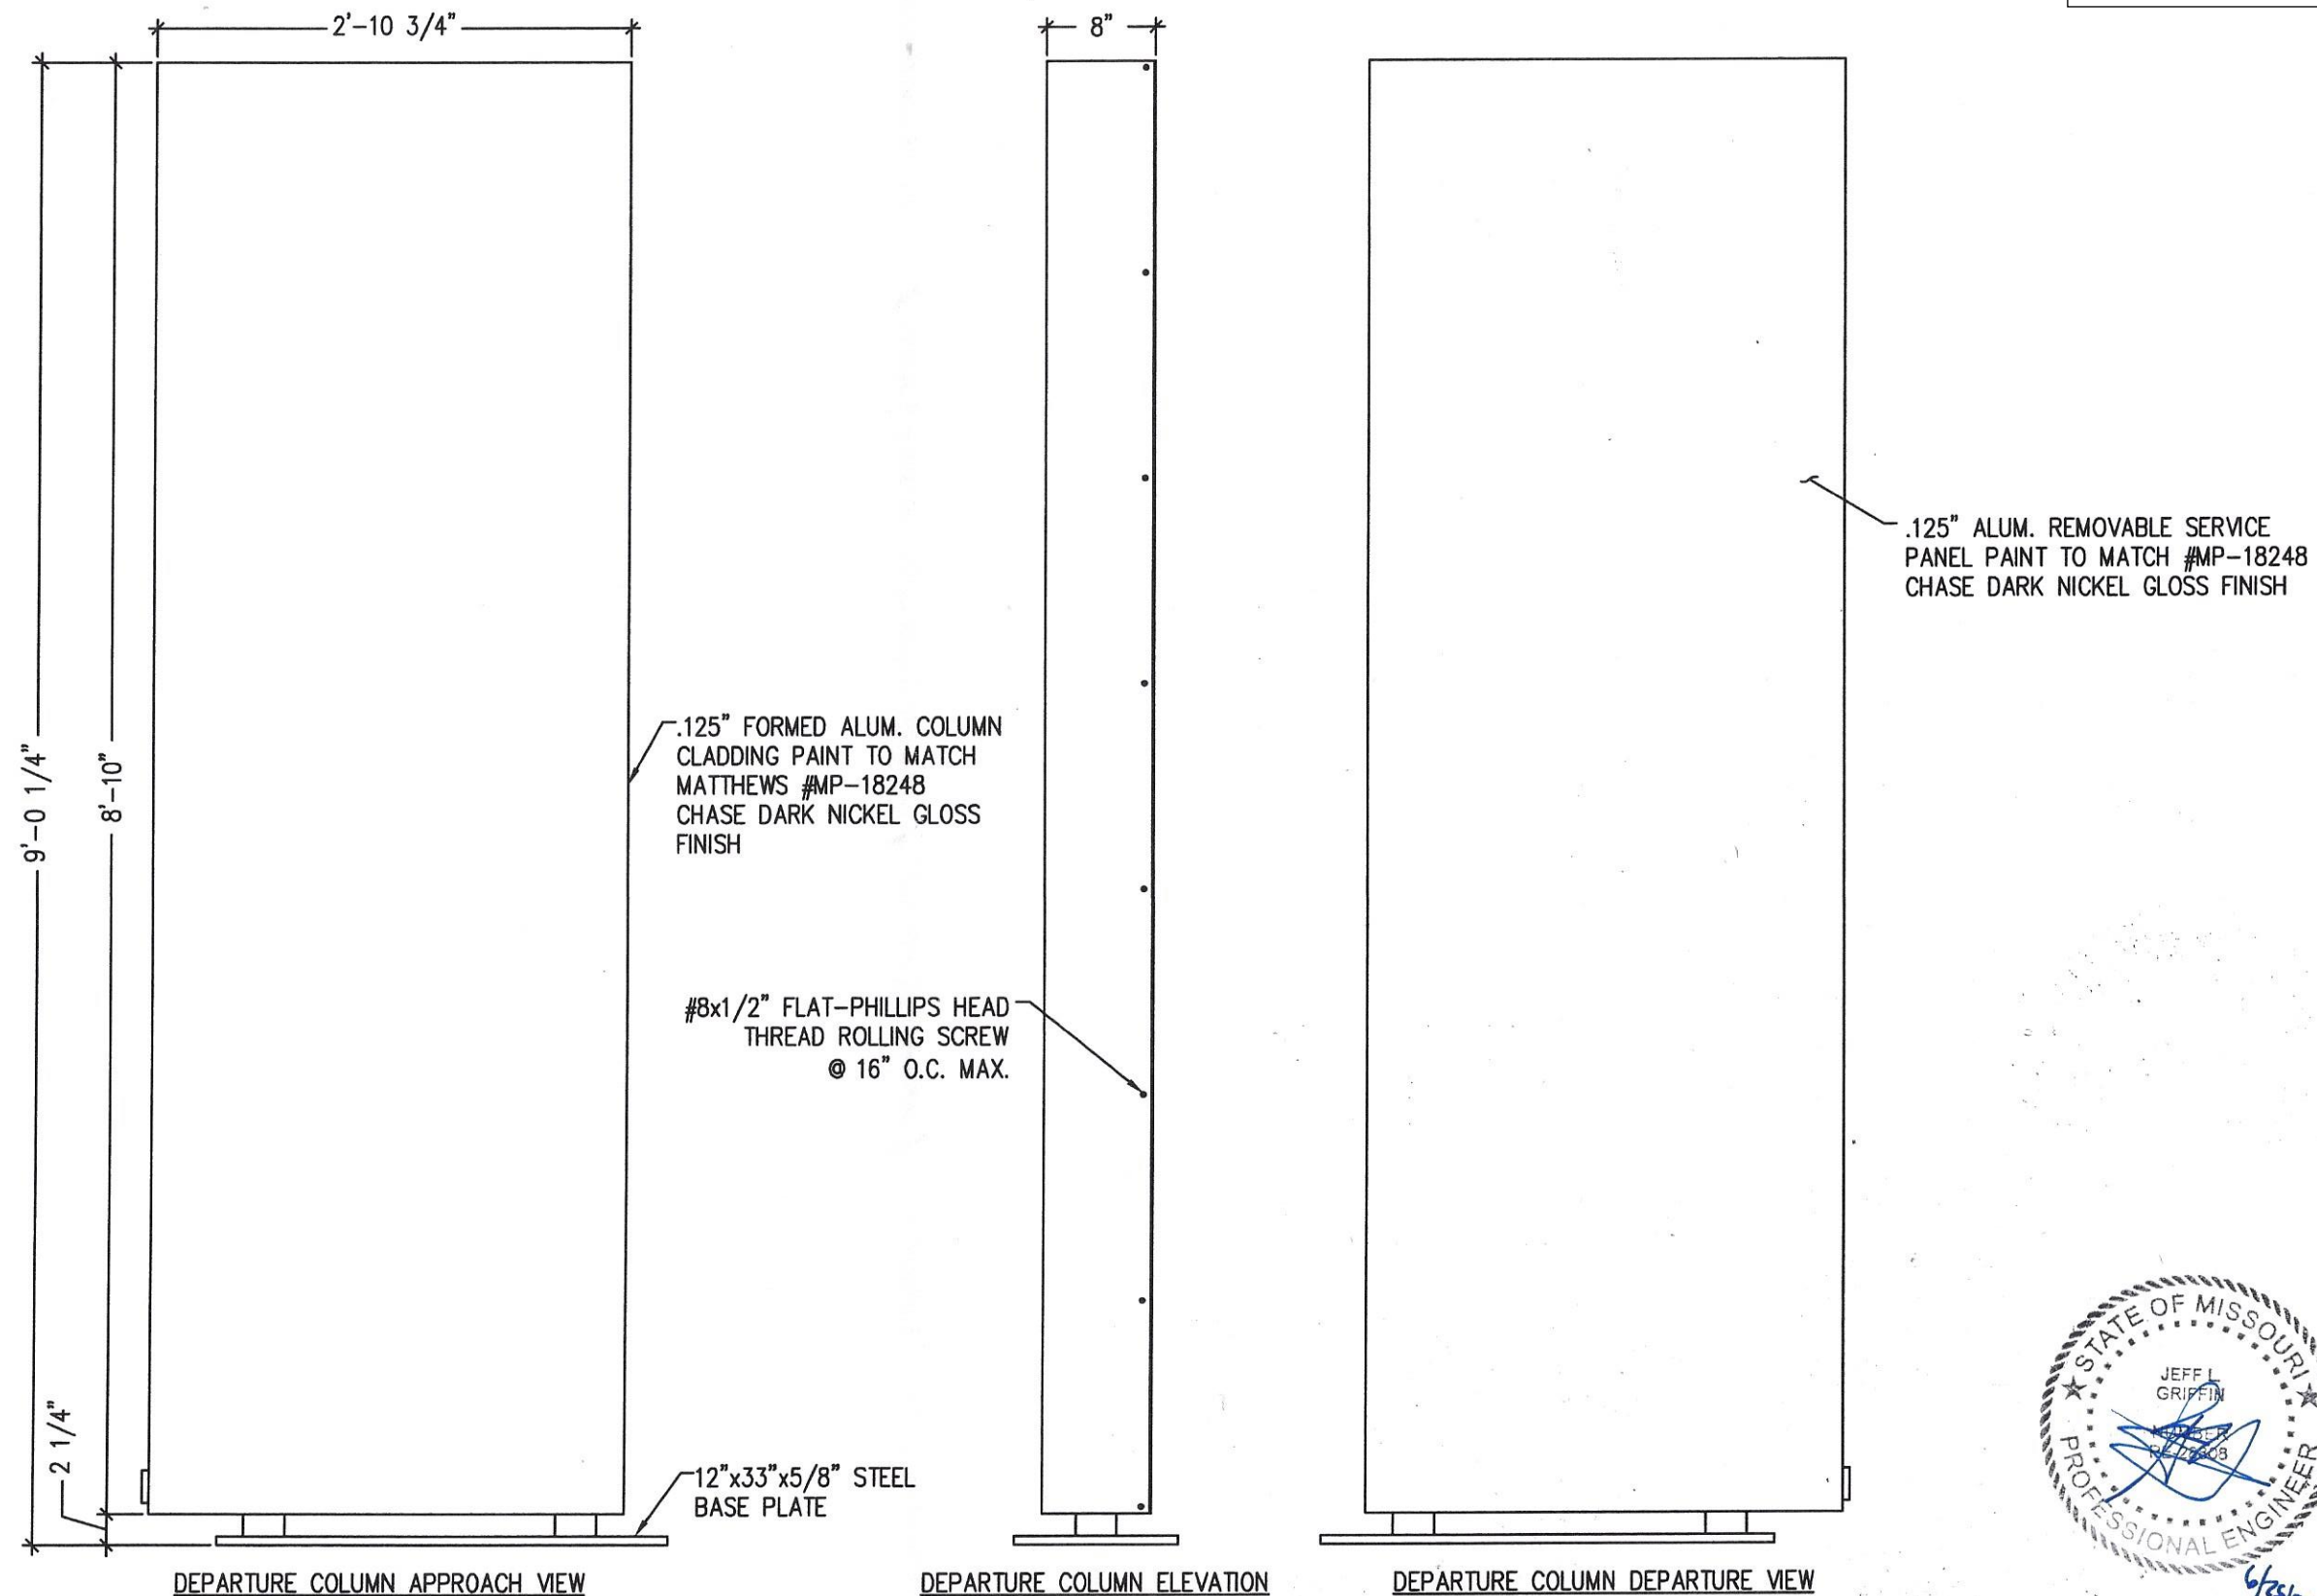 2'-10 3/4"
8"
9'-0 1/4"
8'-10"
2 1/4"
.125" FORMED ALUM. COLUMN
CLADDING PAINT TO MATCH
MATTHEWS #MP-18248
CHASE DARK NICKEL GLOSS
FINISH
#8x1/2" FLAT-PHILLIPS HEAD
THREAD ROLLING SCREW
@ 16" O.C. MAX.
.125" ALUM. REMOVABLE SERVICE
PANEL PAINT TO MATCH #MP-18248
CHASE DARK NICKEL GLOSS FINISH
12"x33"x5/8" STEEL
BASE PLATE
DEPARTURE COLUMN APPROACH VIEW
DEPARTURE COLUMN ELEVATION
DEPARTURE COLUMN DEPARTURE VIEW
STATE OF MISSOURI
JEFF L
GRIFFIN
NUMBER
PROFESSIONAL ENGINEER